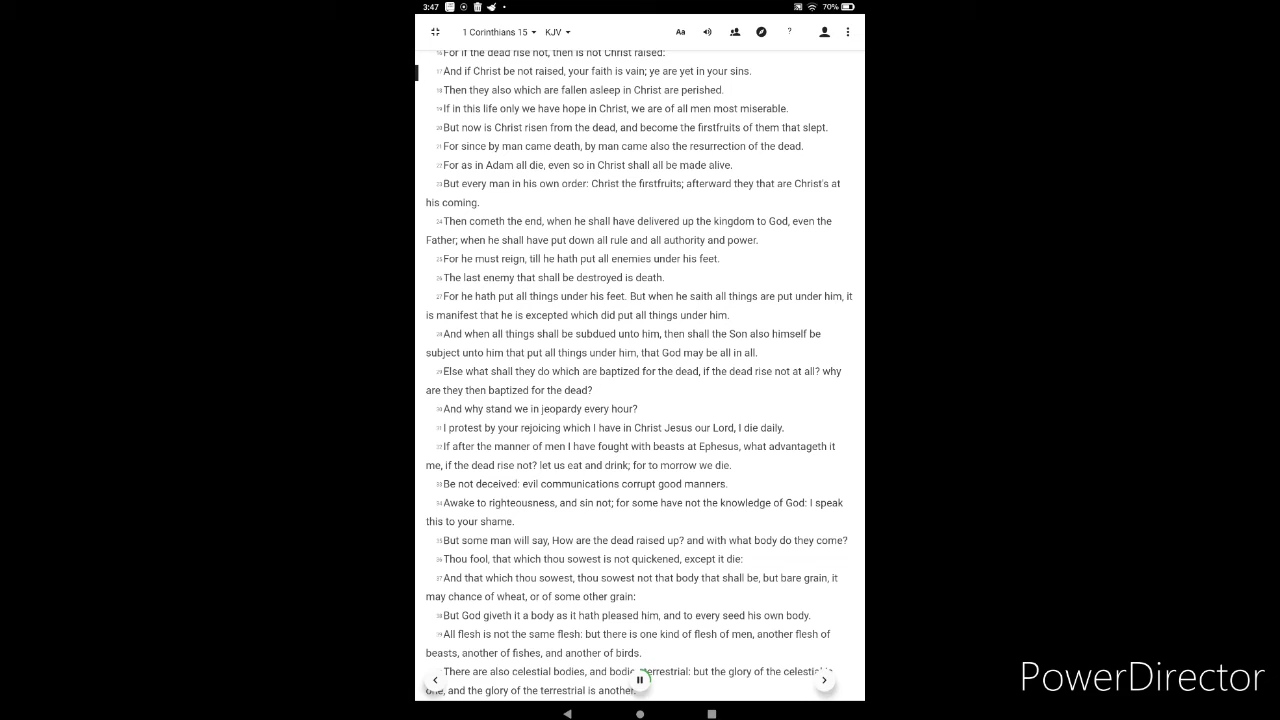 3:47
70%
1 Corinthians 15 KJV Aa ?
16 For if the dead rise not, then is not Christ raised:
17 And if Christ be not raised, your faith is vain; ye are yet in your sins.
18 Then they also which are fallen asleep in Christ are perished.
19 If in this life only we have hope in Christ, we are of all men most miserable.
20 But now is Christ risen from the dead, and become the firstfruits of them that slept.
21 For since by man came death, by man came also the resurrection of the dead.
22 For as in Adam all die, even so in Christ shall all be made alive.
23 But every man in his own order: Christ the firstfruits; afterward they that are Christ's at
his coming.
24 Then cometh the end, when he shall have delivered up the kingdom to God, even the
Father; when he shall have put down all rule and all authority and power.
25 For he must reign, till he hath put all enemies under his feet.
26 The last enemy that shall be destroyed is death.
27 For he hath put all things under his feet. But when he saith all things are put under him, it
is manifest that he is excepted which did put all things under him.
28 And when all things shall be subdued unto him, then shall the Son also himself be
subject unto him that put all things under him, that God may be all in all.
29 Else what shall they do which are baptized for the dead, if the dead rise not at all? why
are they then baptized for the dead?
30 And why stand we in jeopardy every hour?
31 I protest by your rejoicing which I have in Christ Jesus our Lord, I die daily.
32 If after the manner of men I have fought with beasts at Ephesus, what advantageth it
me, if the dead rise not? let us eat and drink; for to morrow we die.
33 Be not deceived: evil communications corrupt good manners.
34 Awake to righteousness, and sin not; for some have not the knowledge of God: I speak
this to your shame.
35 But some man will say, How are the dead raised up? and with what body do they come?
36 Thou fool, that which thou sowest is not quickened, except it die:
37 And that which thou sowest, thou sowest not that body that shall be, but bare grain, it
may chance of wheat, or of some other grain:
38 But God giveth it a body as it hath pleased him, and to every seed his own body.
39 All flesh is not the same flesh: but there is one kind of flesh of men, another flesh of
beasts, another of fishes, and another of birds.
There are also celestial bodies, and bodies terrestrial: but the glory of the celestial is
one, and the glory of the terrestrial is another.
PowerDirector